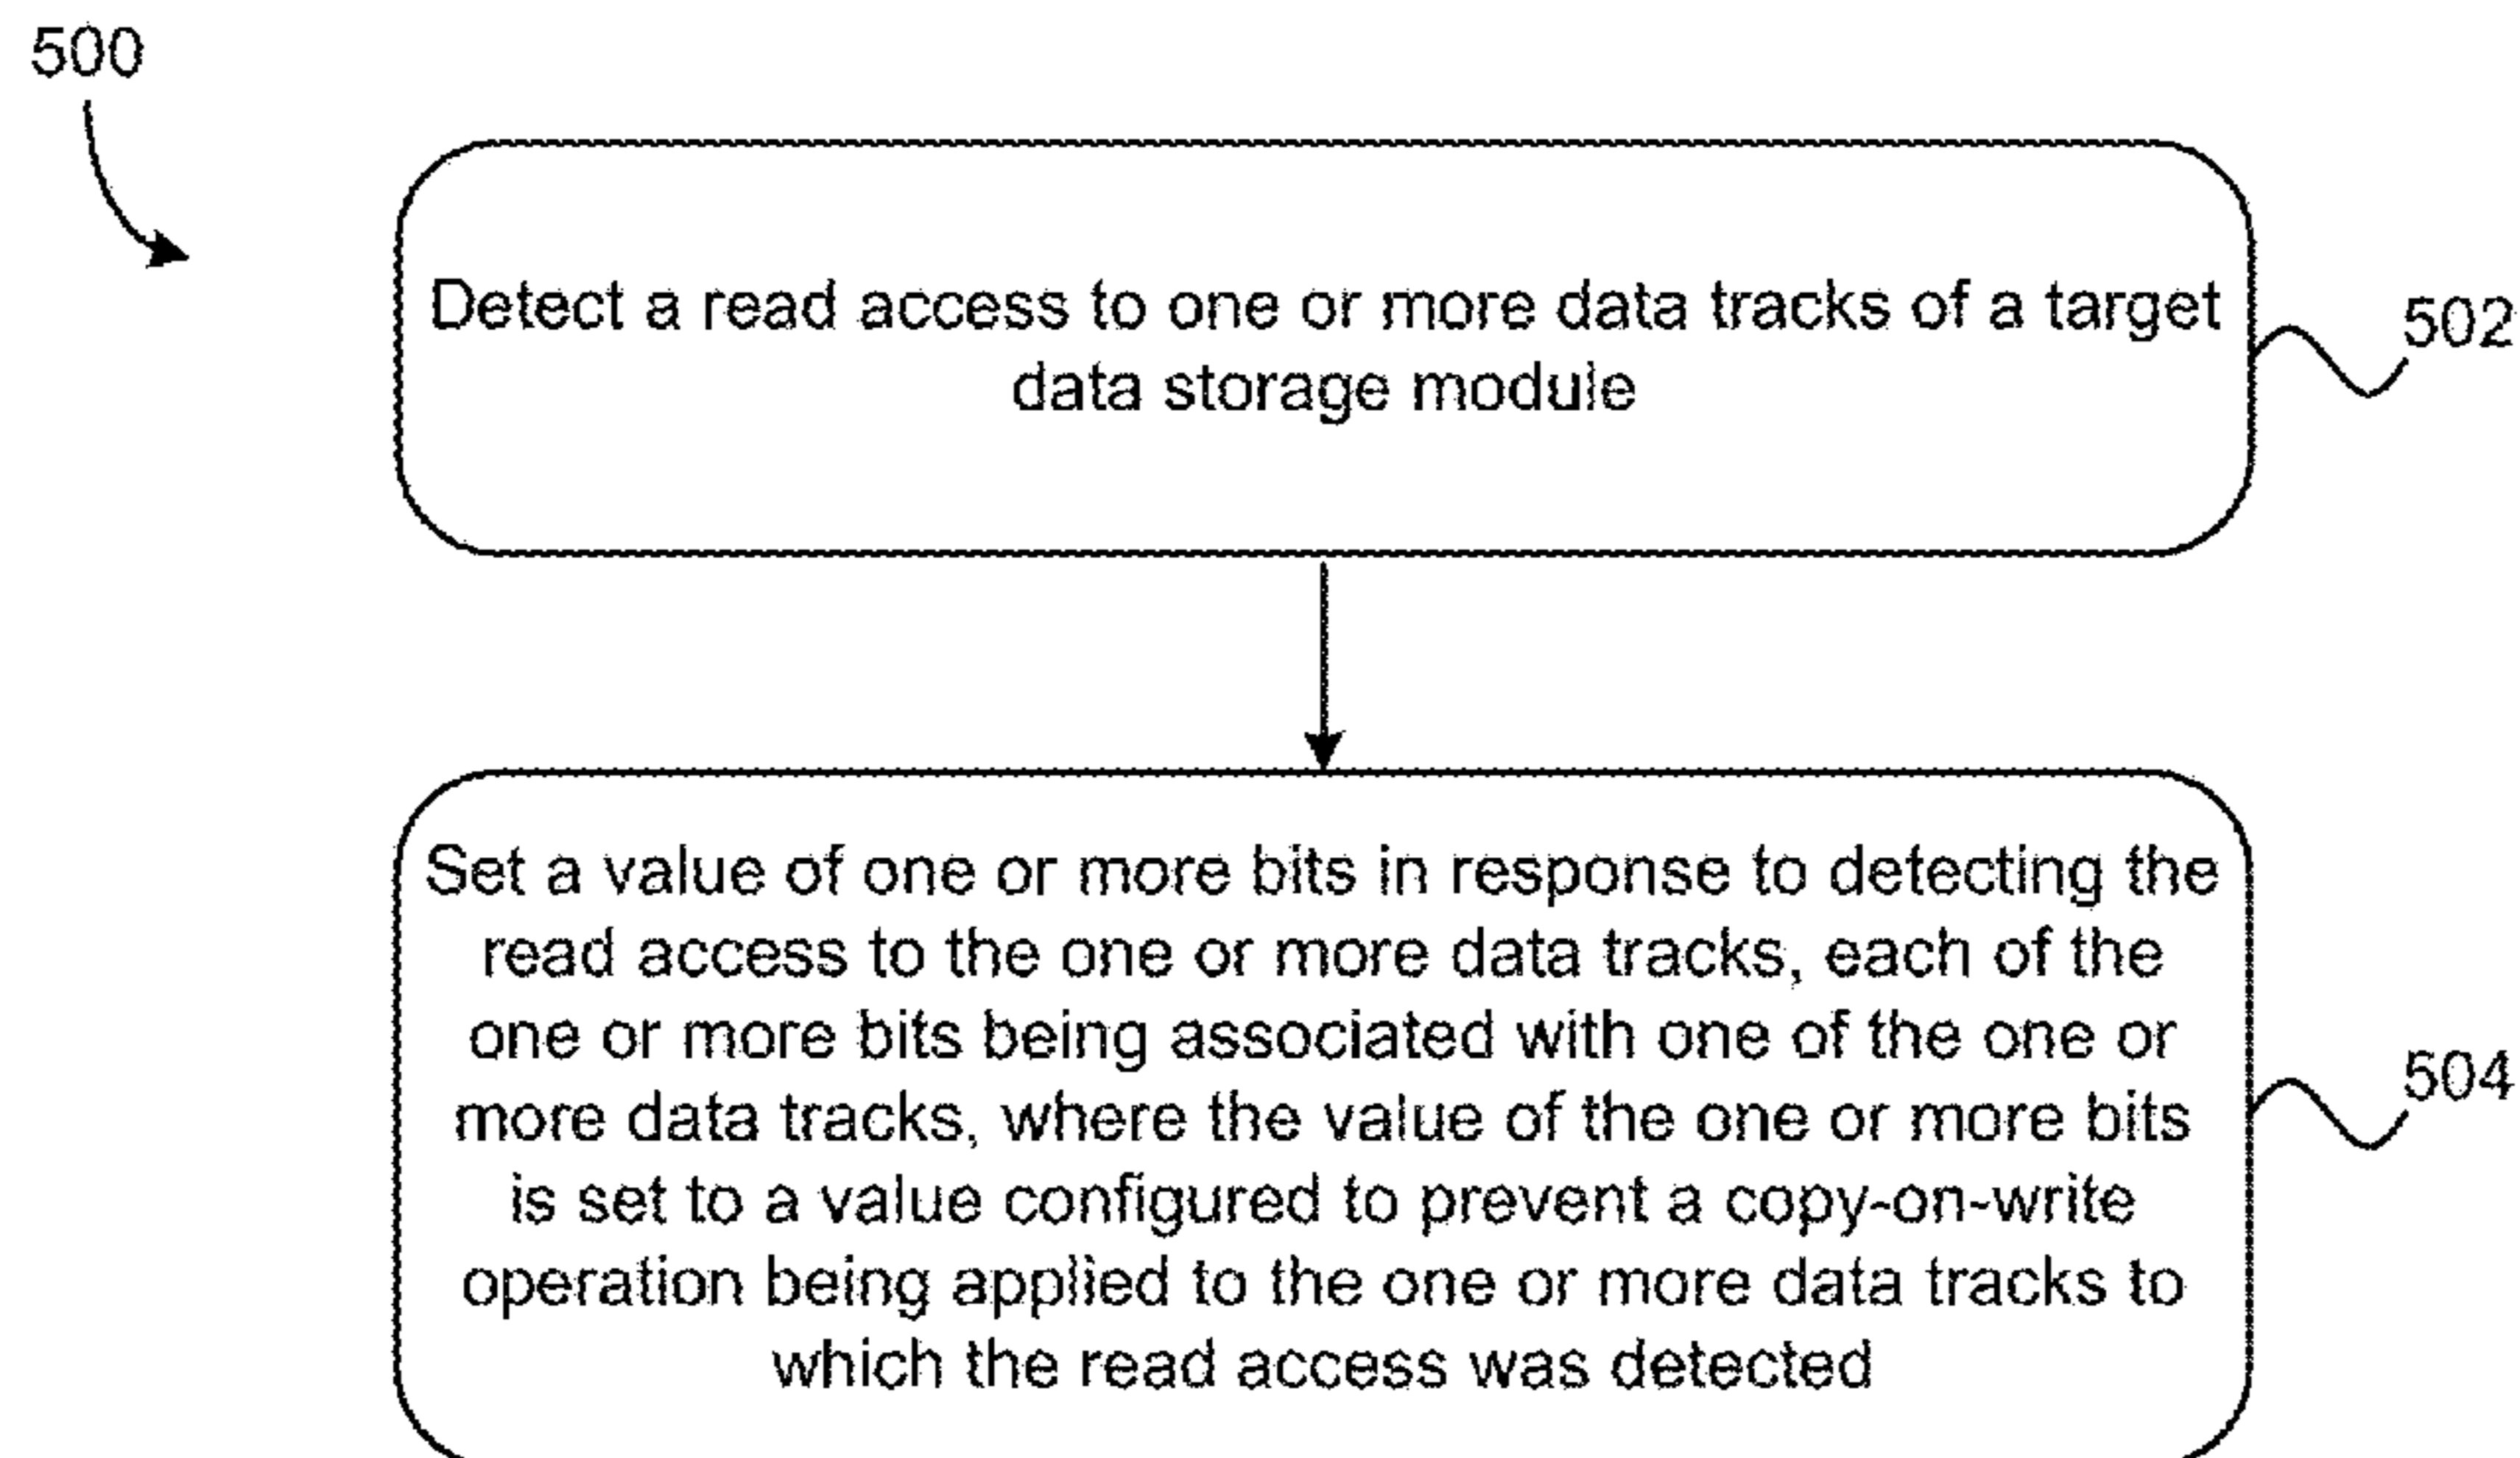 500
Detect a read access to one or more data tracks of a target
data storage module
502
Set a value of one or more bits in response to detecting the
read access to the one or more data tracks, each of the
one or more bits being associated with one of the one or
more data tracks, where the value of the one or more bits
is set to a value configured to prevent a copy-on-write
operation being applied to the one or more data tracks to
which the read access was detected
504